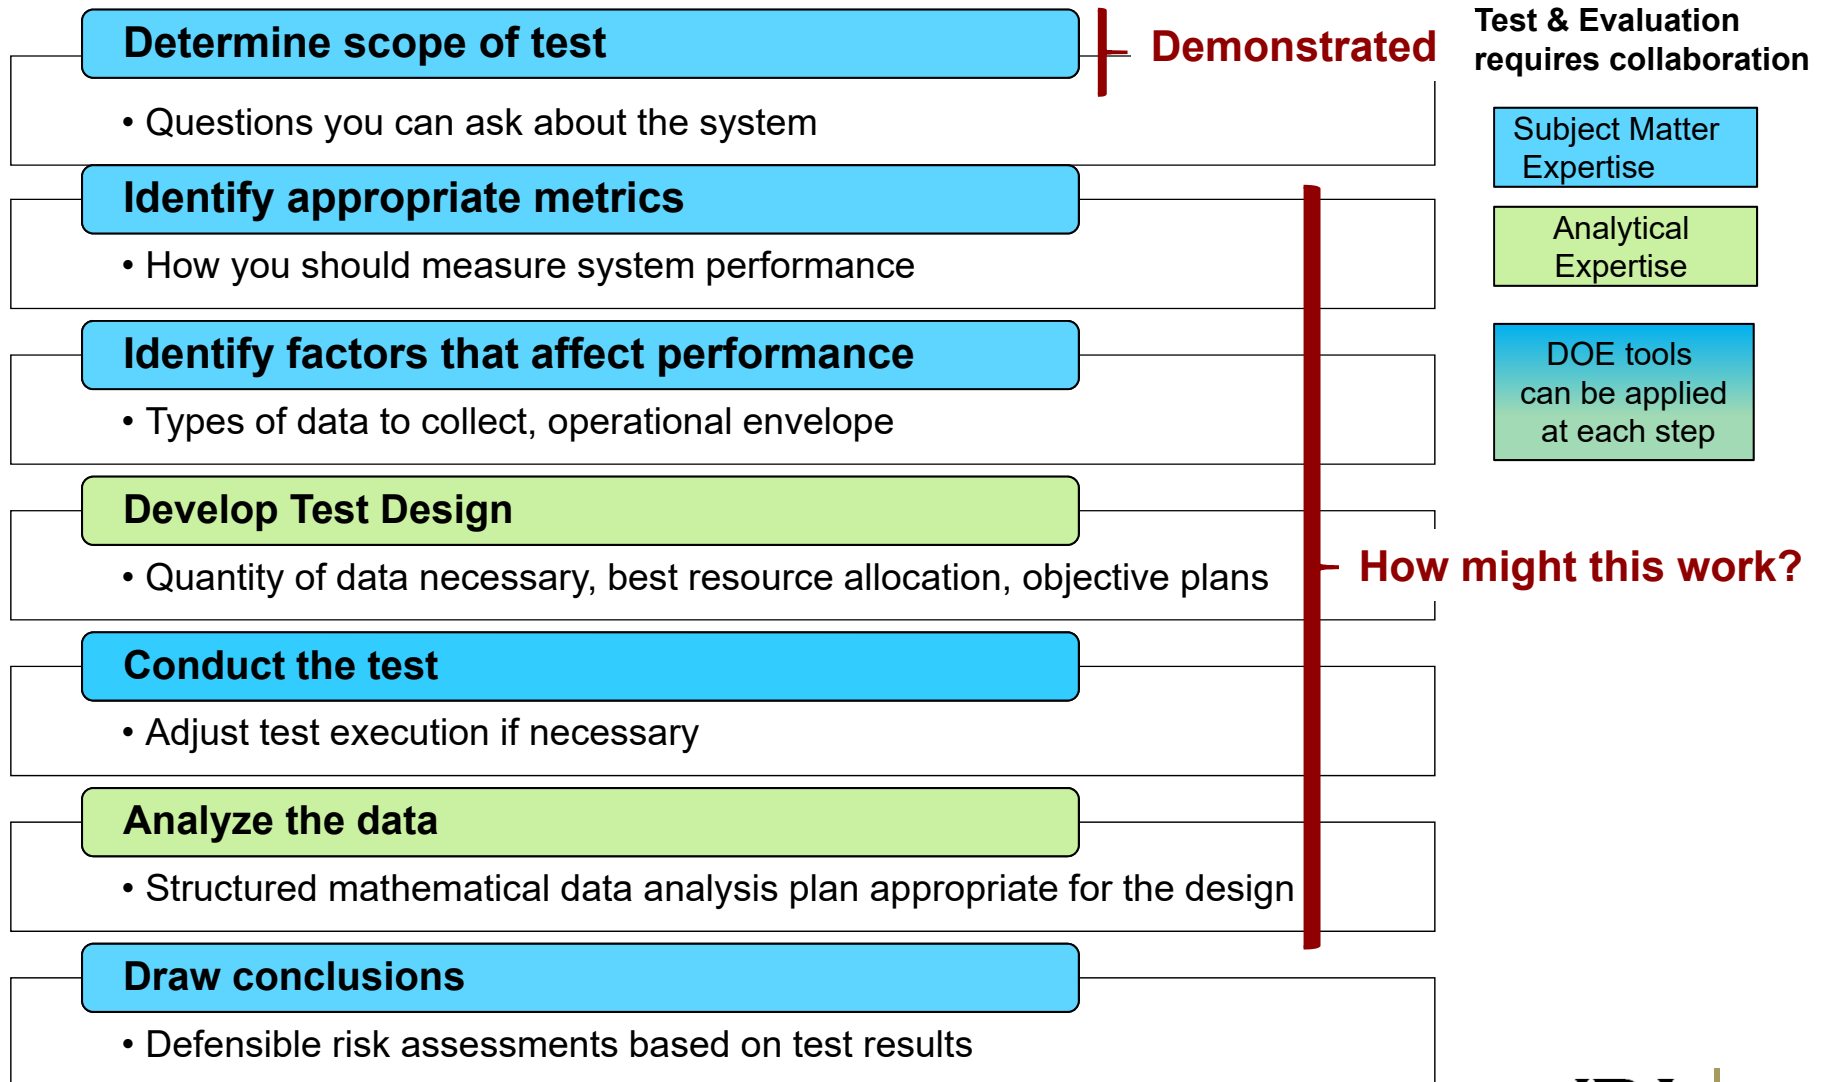 Determine scope of test
• Questions you can ask about the system
Identify appropriate metrics
• How you should measure system performance
Identify factors that affect performance
• Types of data to collect, operational envelope
Develop Test Design
• Quantity of data necessary, best resource allocation, objective plans
Conduct the test
• Adjust test execution if necessary
Analyze the data
• Structured mathematical data analysis plan appropriate for the design
Draw conclusions
• Defensible risk assessments based on test results
Demonstrated
How might this work?
Test & Evaluation
requires collaboration
Subject Matter
Expertise
Analytical
Expertise
DOE tools
can be applied
at each step